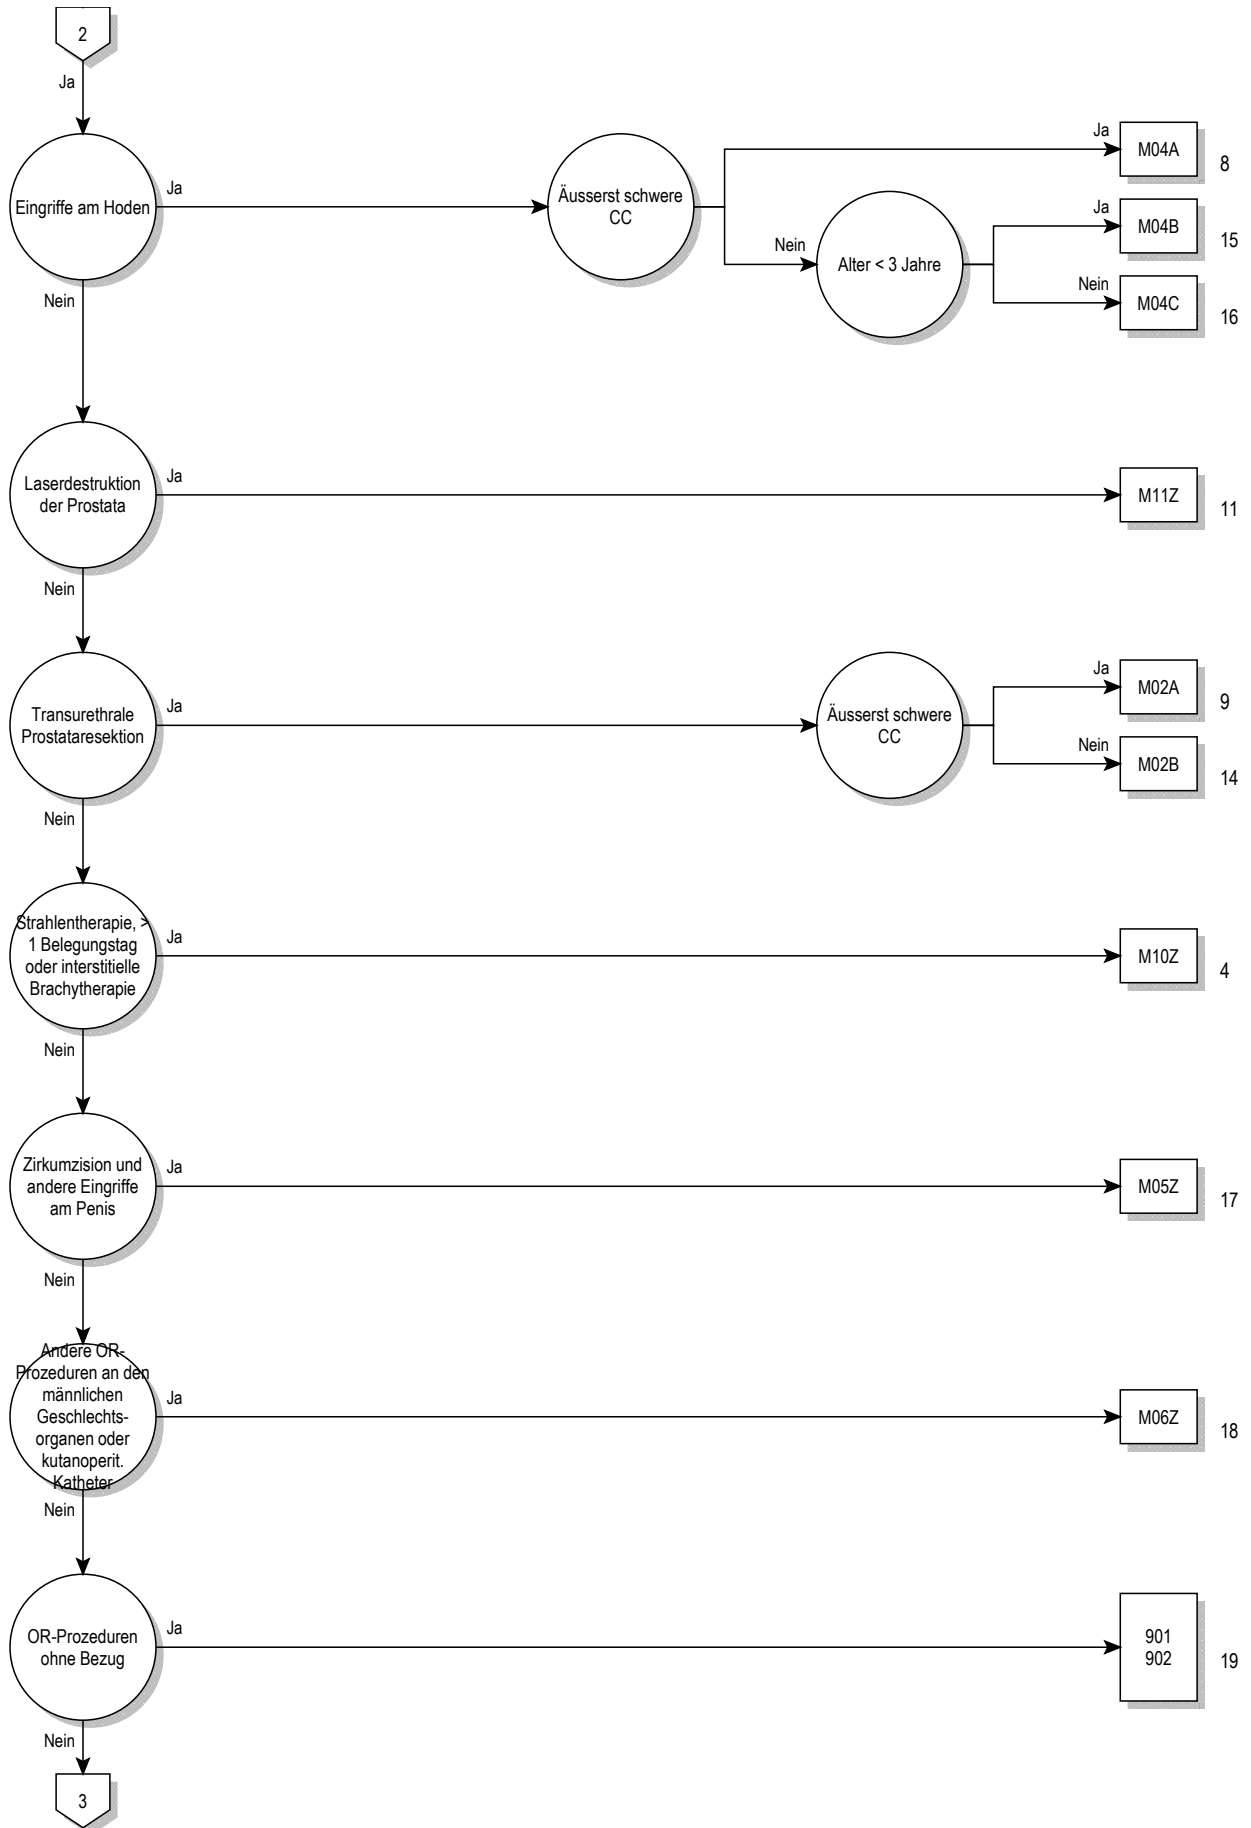 2
Ja
Eingriffe am Hoden
Ja
Äusserst schwere
CC
Ja
M04A
8
Nein
Alter < 3 Jahre
Ja
M04B
15
Nein
M04C
16
Nein
Laserdestruktion
der Prostata
Ja
M11Z
11
Nein
Transurethrale
Prostataresektion
Ja
Äusserst schwere
CC
Ja
M02A
9
Nein
M02B
14
Nein
Strahlentherapie, >
1 Belegungstag
oder interstitielle
Brachytherapie
Ja
M10Z
4
Nein
Zirkumzision und
andere Eingriffe
am Penis
Ja
M05Z
17
Nein
Andere OR-
Prozeduren an den
männlichen
Geschlechts-
organen oder
kutanoperit.
Katheter
Ja
M06Z
18
Nein
OR-Prozeduren
ohne Bezug
Ja
901
902
19
Nein
3